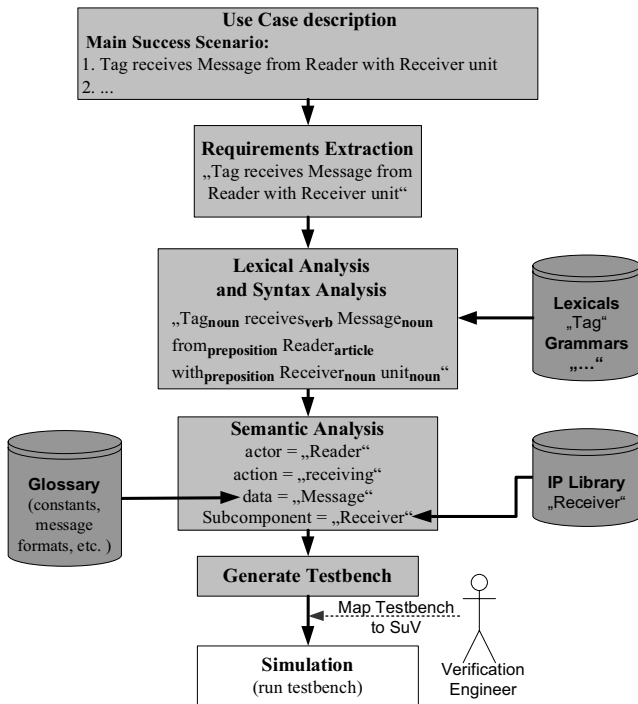 Use Case description
Main Success Scenario:
1. Tag receives Message from Reader with Receiver unit
2. ...
Requirements Extraction
„Tag receives Message from
Reader with Receiver unit“
Lexical Analysis
and Syntax Analysis
„Tagnoun receivesverb Messagenoun
frompreposition Readerarticle
withpreposition Receivernoun unitnoun“
Lexicals
„Tag“
Grammars
„...“
Semantic Analysis
actor = „Reader“
action = „receiving“
data = „Message“
Subcomponent = „Receiver“
Glossary
(constants,
message
formats, etc. )
IP Library
„Receiver“
Generate Testbench
Map Testbench
to SuV
Simulation
(run testbench)
Verification
Engineer